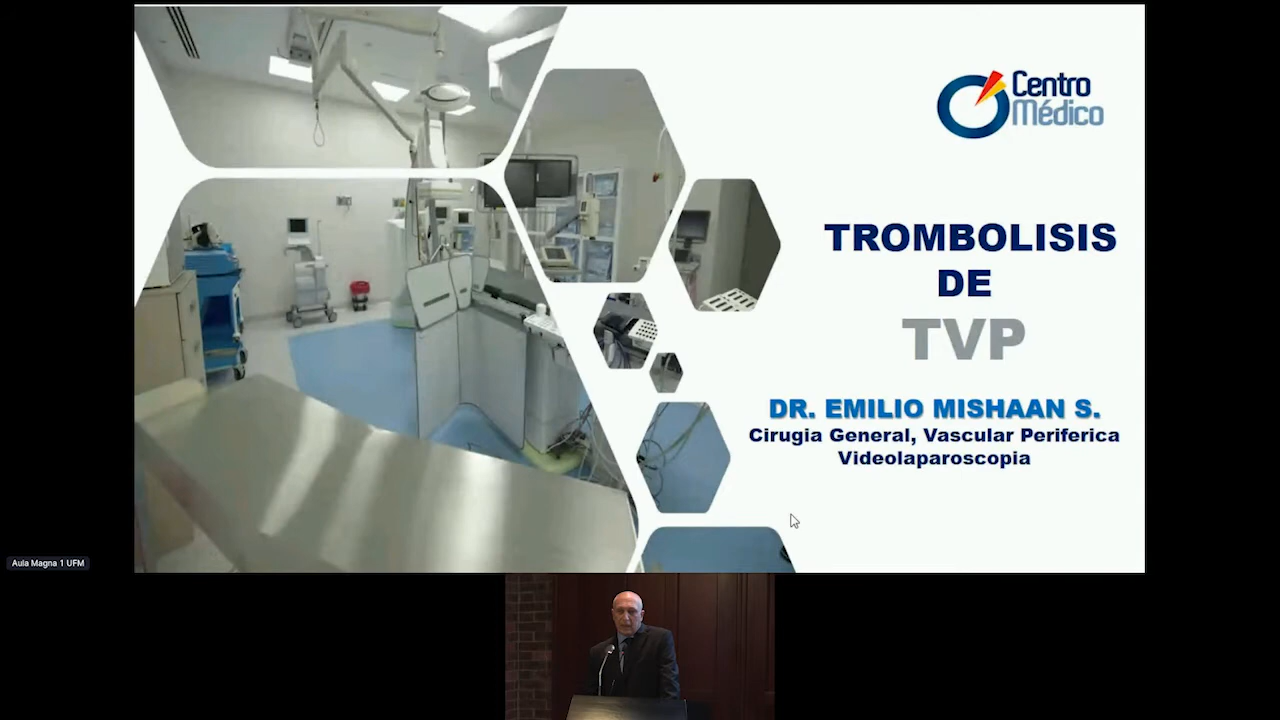 Centro
Médico
TROMBOLISIS
DE
TVP
DR. EMILIO MISHAAN S.
Cirugia General, Vascular Periferica
Videolaparoscopia
Aula Magna 1 UFM